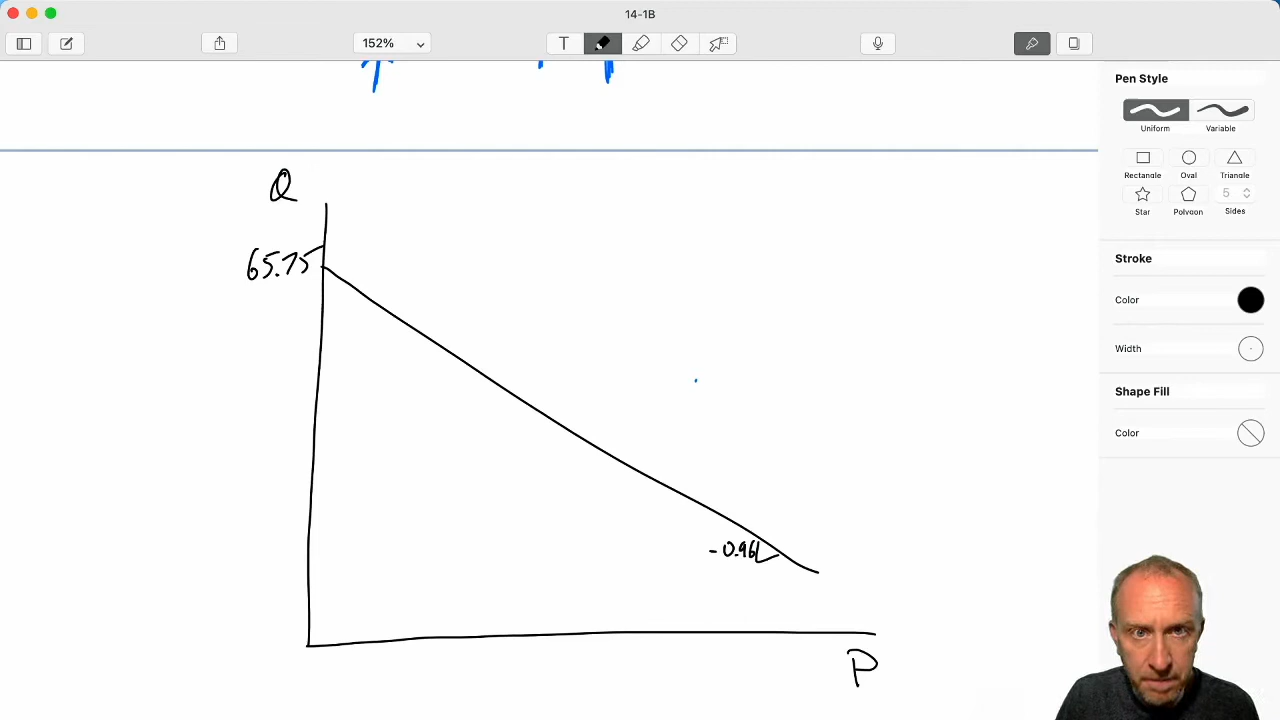 14-1B
152%
T
Pen Style
Uniform
Variable
Rectangle
Oval
Triangle
5
Star
Polygon
Sides
Stroke
Color
Width
Shape Fill
Color
Q
65.75
-0.96
P